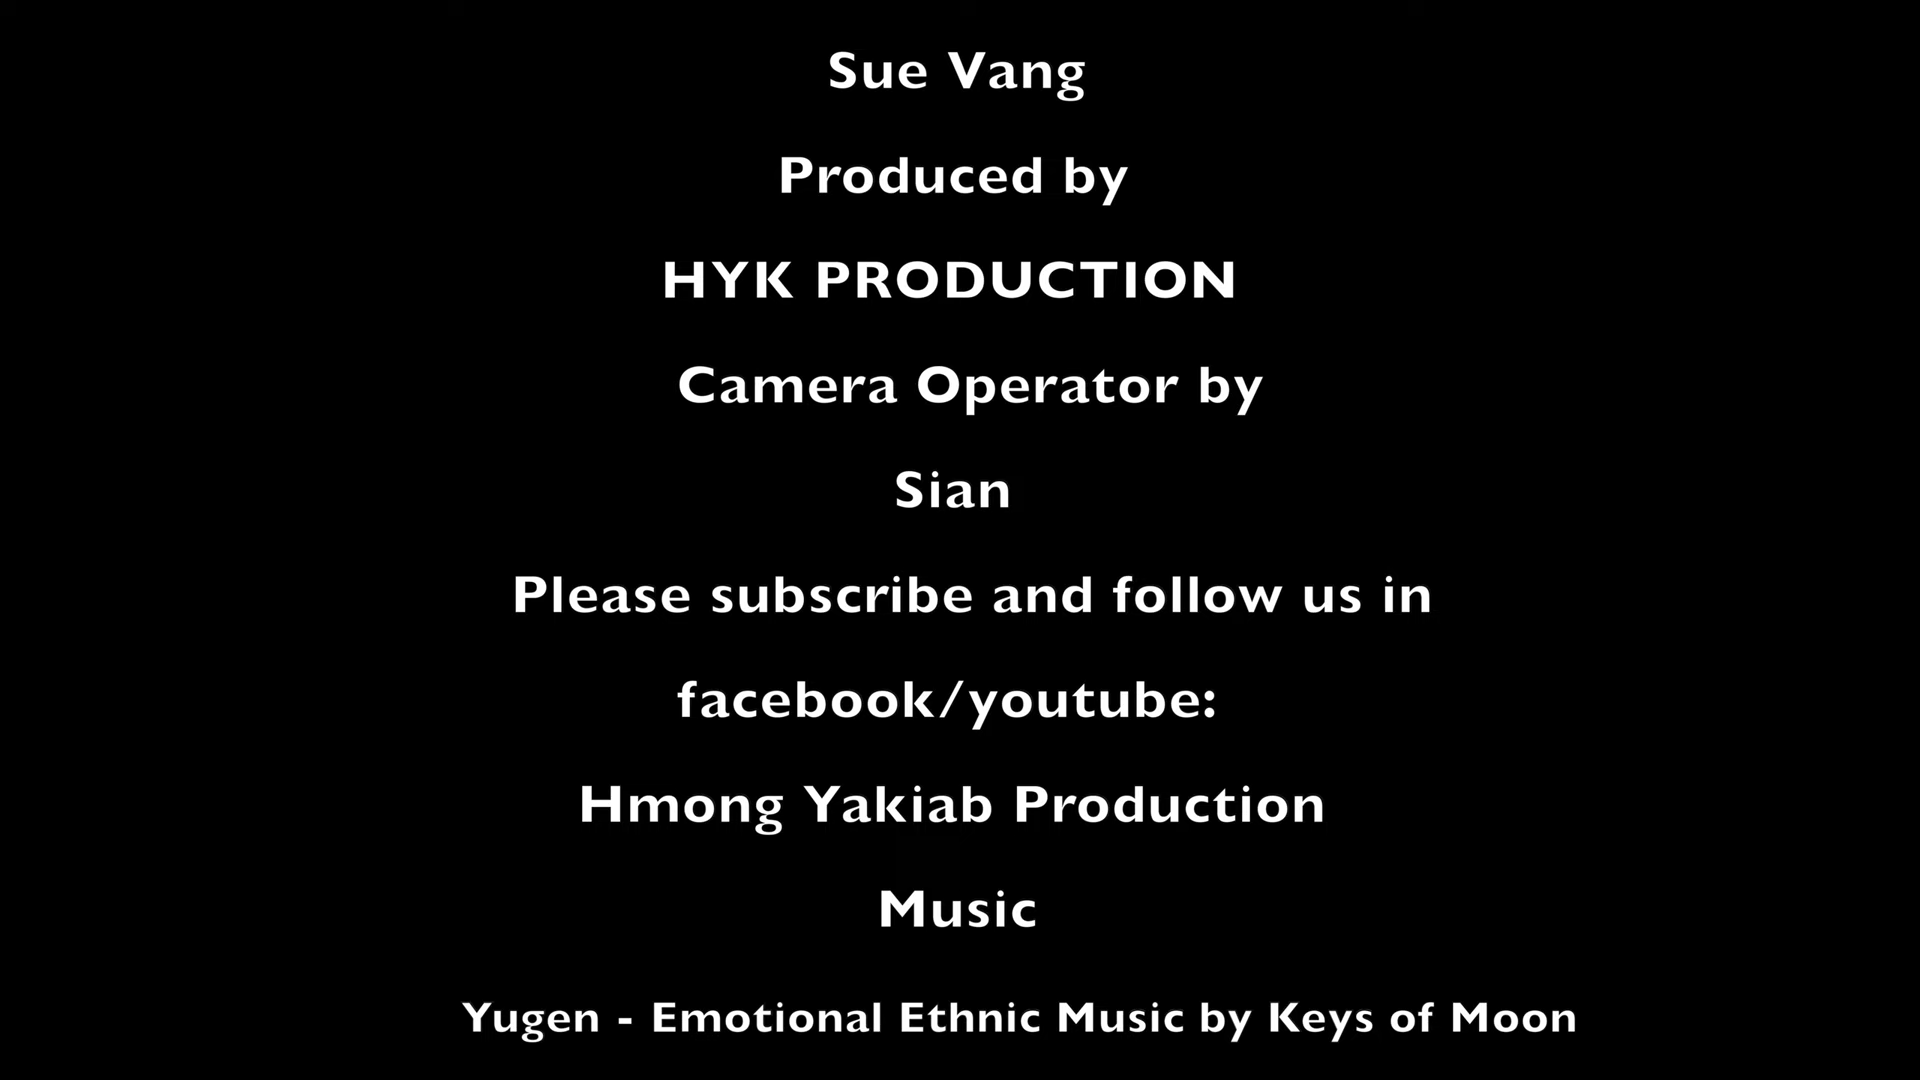 Sue Vang
Produced by
HYK PRODUCTION
Camera Operator by
Sian
Please subscribe and follow us in
facebook/youtube:
Hmong Yakiab Production
Music
Yugen - Emotional Ethnic Music by Keys of Moon